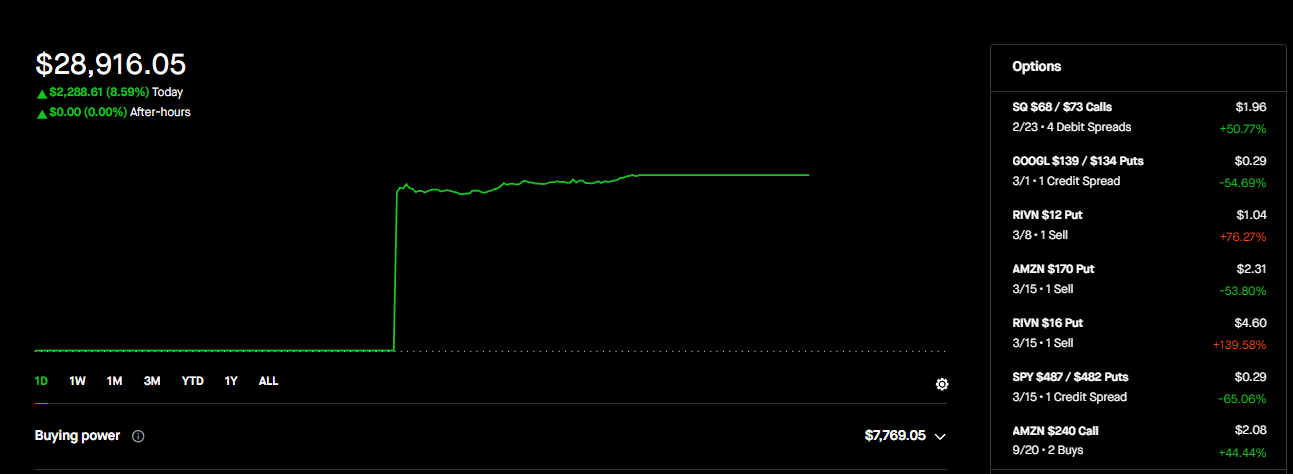 $28,916.05
$2,288.61 (8.59%) Today
$0.00 (0.00%) After-hours
1D 1W 1M 3M YTD 1Y ALL
Buying power $7,769.05
Options
SQ $68 / $73 Calls $1.96
2/23 • 4 Debit Spreads +50.77%
GOOGL $139 / $134 Puts $0.29
3/1 • 1 Credit Spread -54.69%
RIVN $12 Put $1.04
3/8 • 1 Sell +76.27%
AMZN $170 Put $2.31
3/15 • 1 Sell -53.80%
RIVN $16 Put $4.60
3/15 • 1 Sell +139.58%
SPY $487 / $482 Puts $0.29
3/15 • 1 Credit Spread -65.06%
AMZN $240 Call $2.08
9/20 • 2 Buys +44.44%